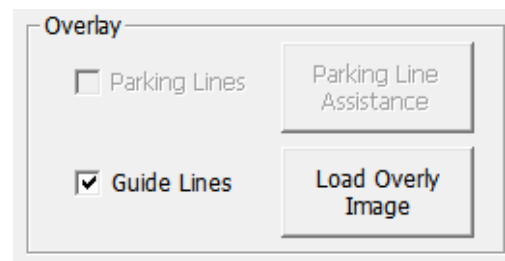 Overlay
Parking Lines
Parking Line
Assistance
Guide Lines
Load Overly
Image